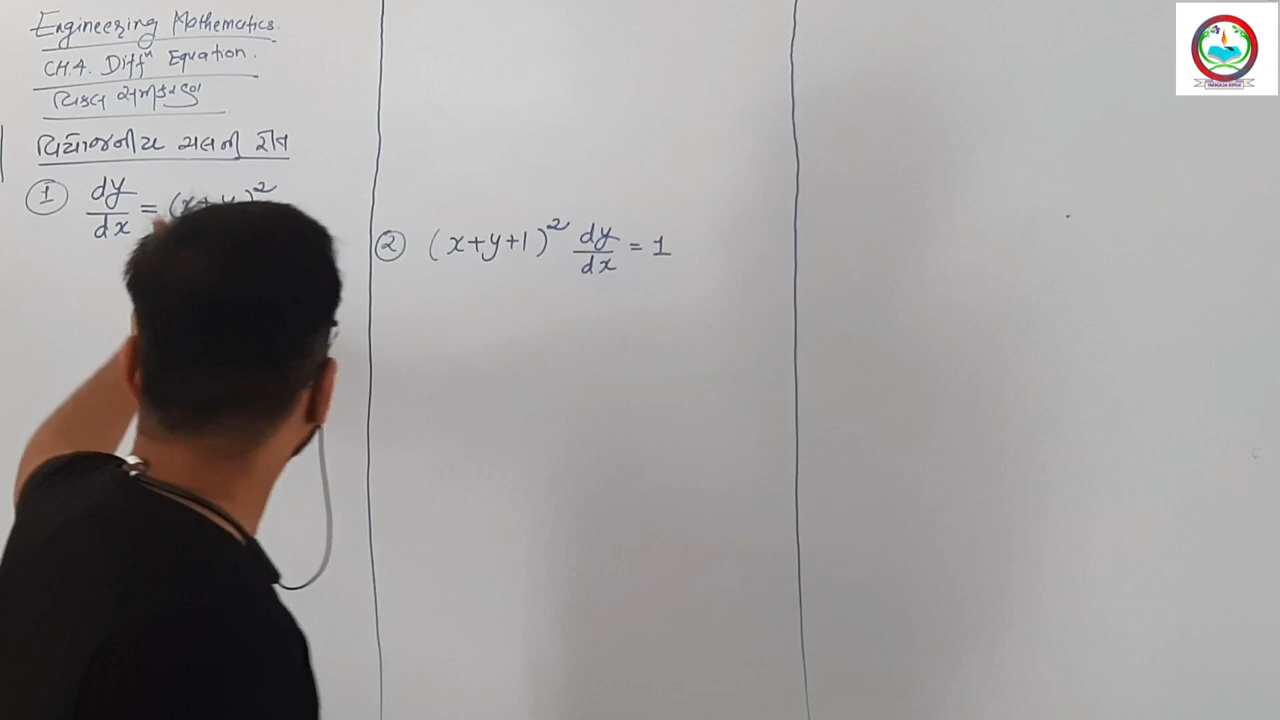 Engineering Mathematics.
CH.4. Diffⁿ Equation.
વિકલ સમીકરણો
વિયોજનીય ચલની રીત
① dy/dx = (x+y)²
② (x+y+1)² dy/dx = 1